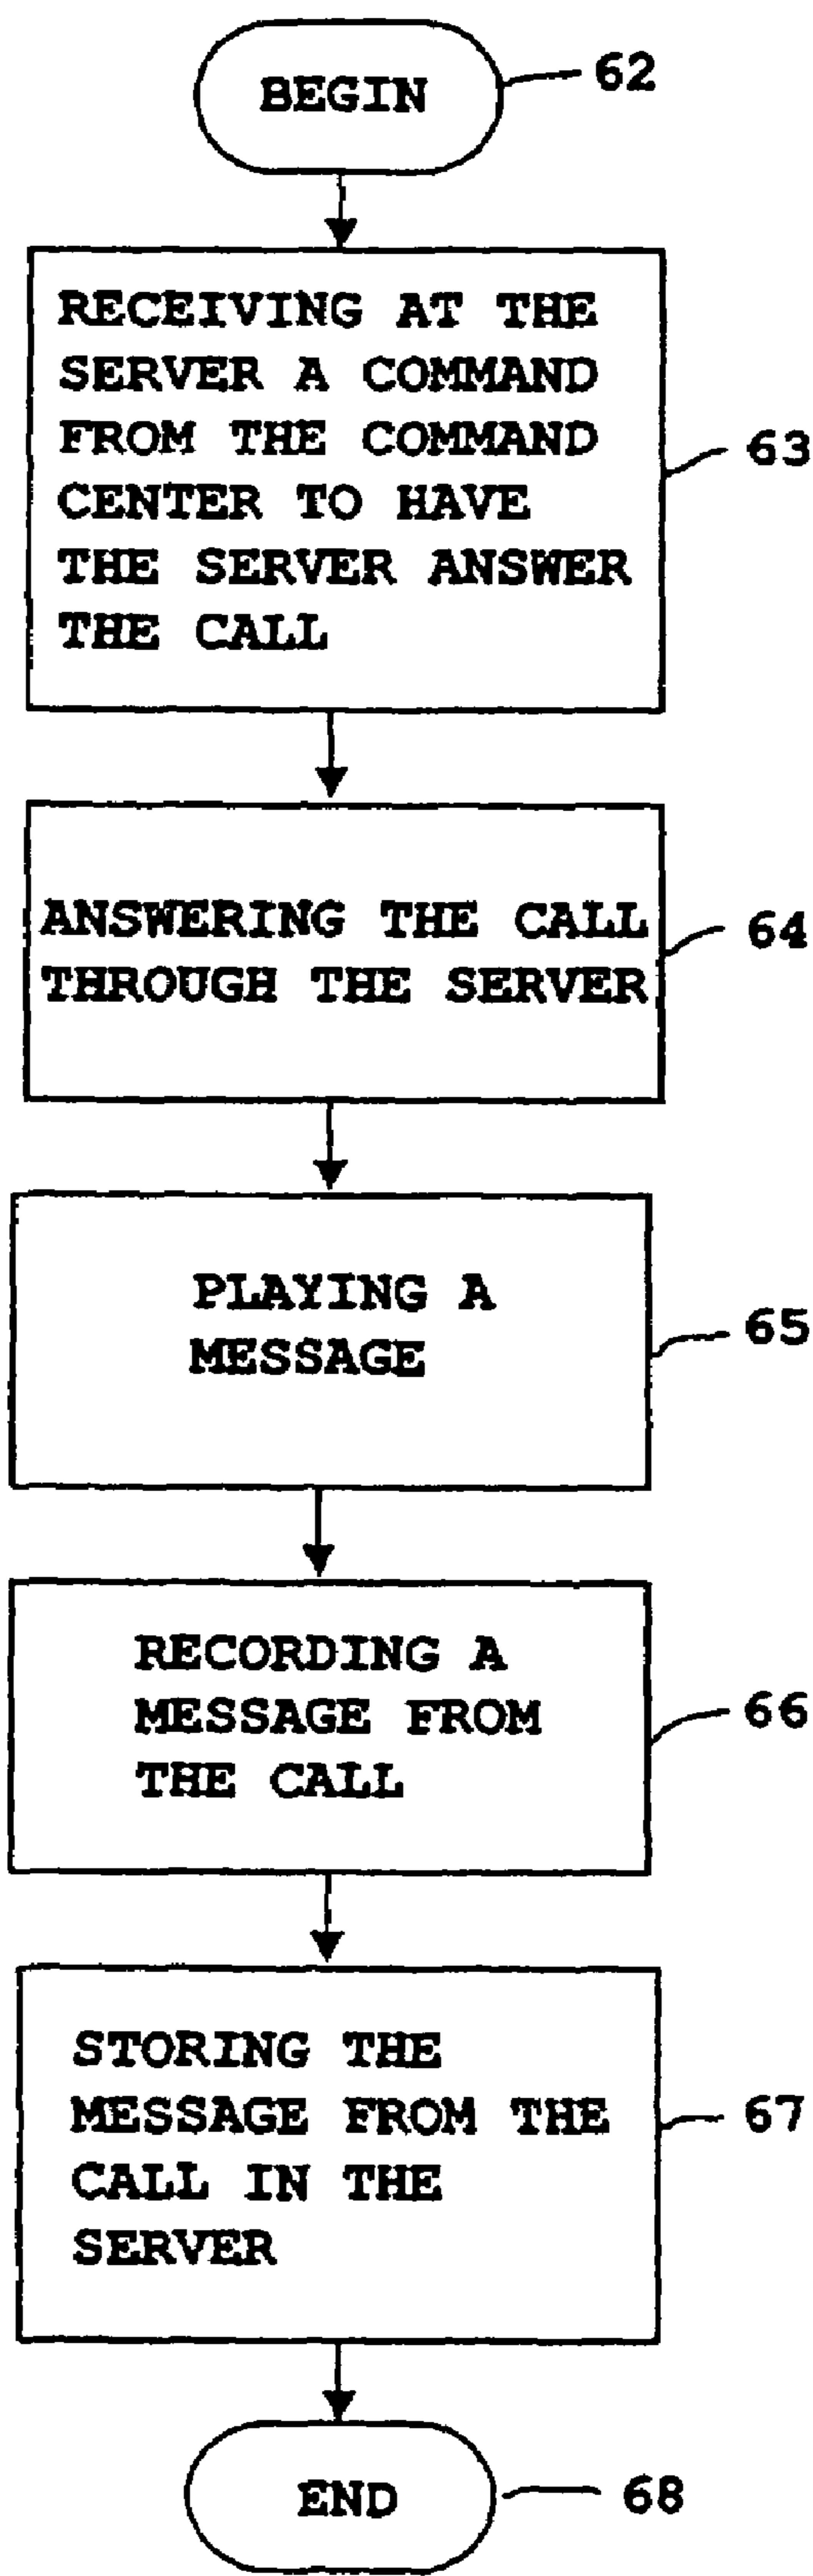 BEGIN
62
RECEIVING AT THE
SERVER A COMMAND
FROM THE COMMAND
CENTER TO HAVE
THE SERVER ANSWER
THE CALL
63
ANSWERING THE CALL
THROUGH THE SERVER
64
PLAYING A
MESSAGE
65
RECORDING A
MESSAGE FROM
THE CALL
66
STORING THE
MESSAGE FROM THE
CALL IN THE
SERVER
67
END
68